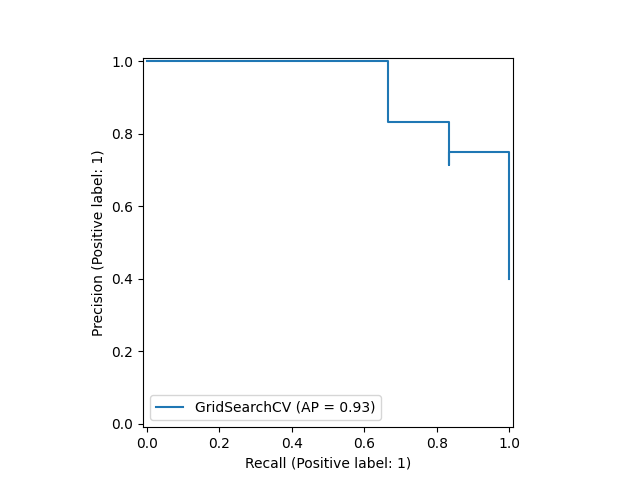 1.0
0.8
0.6
0.4
0.2
0.0
Precision (Positive label: 1)
GridSearchCV (AP = 0.93)
0.0 0.2 0.4 0.6 0.8 1.0
Recall (Positive label: 1)